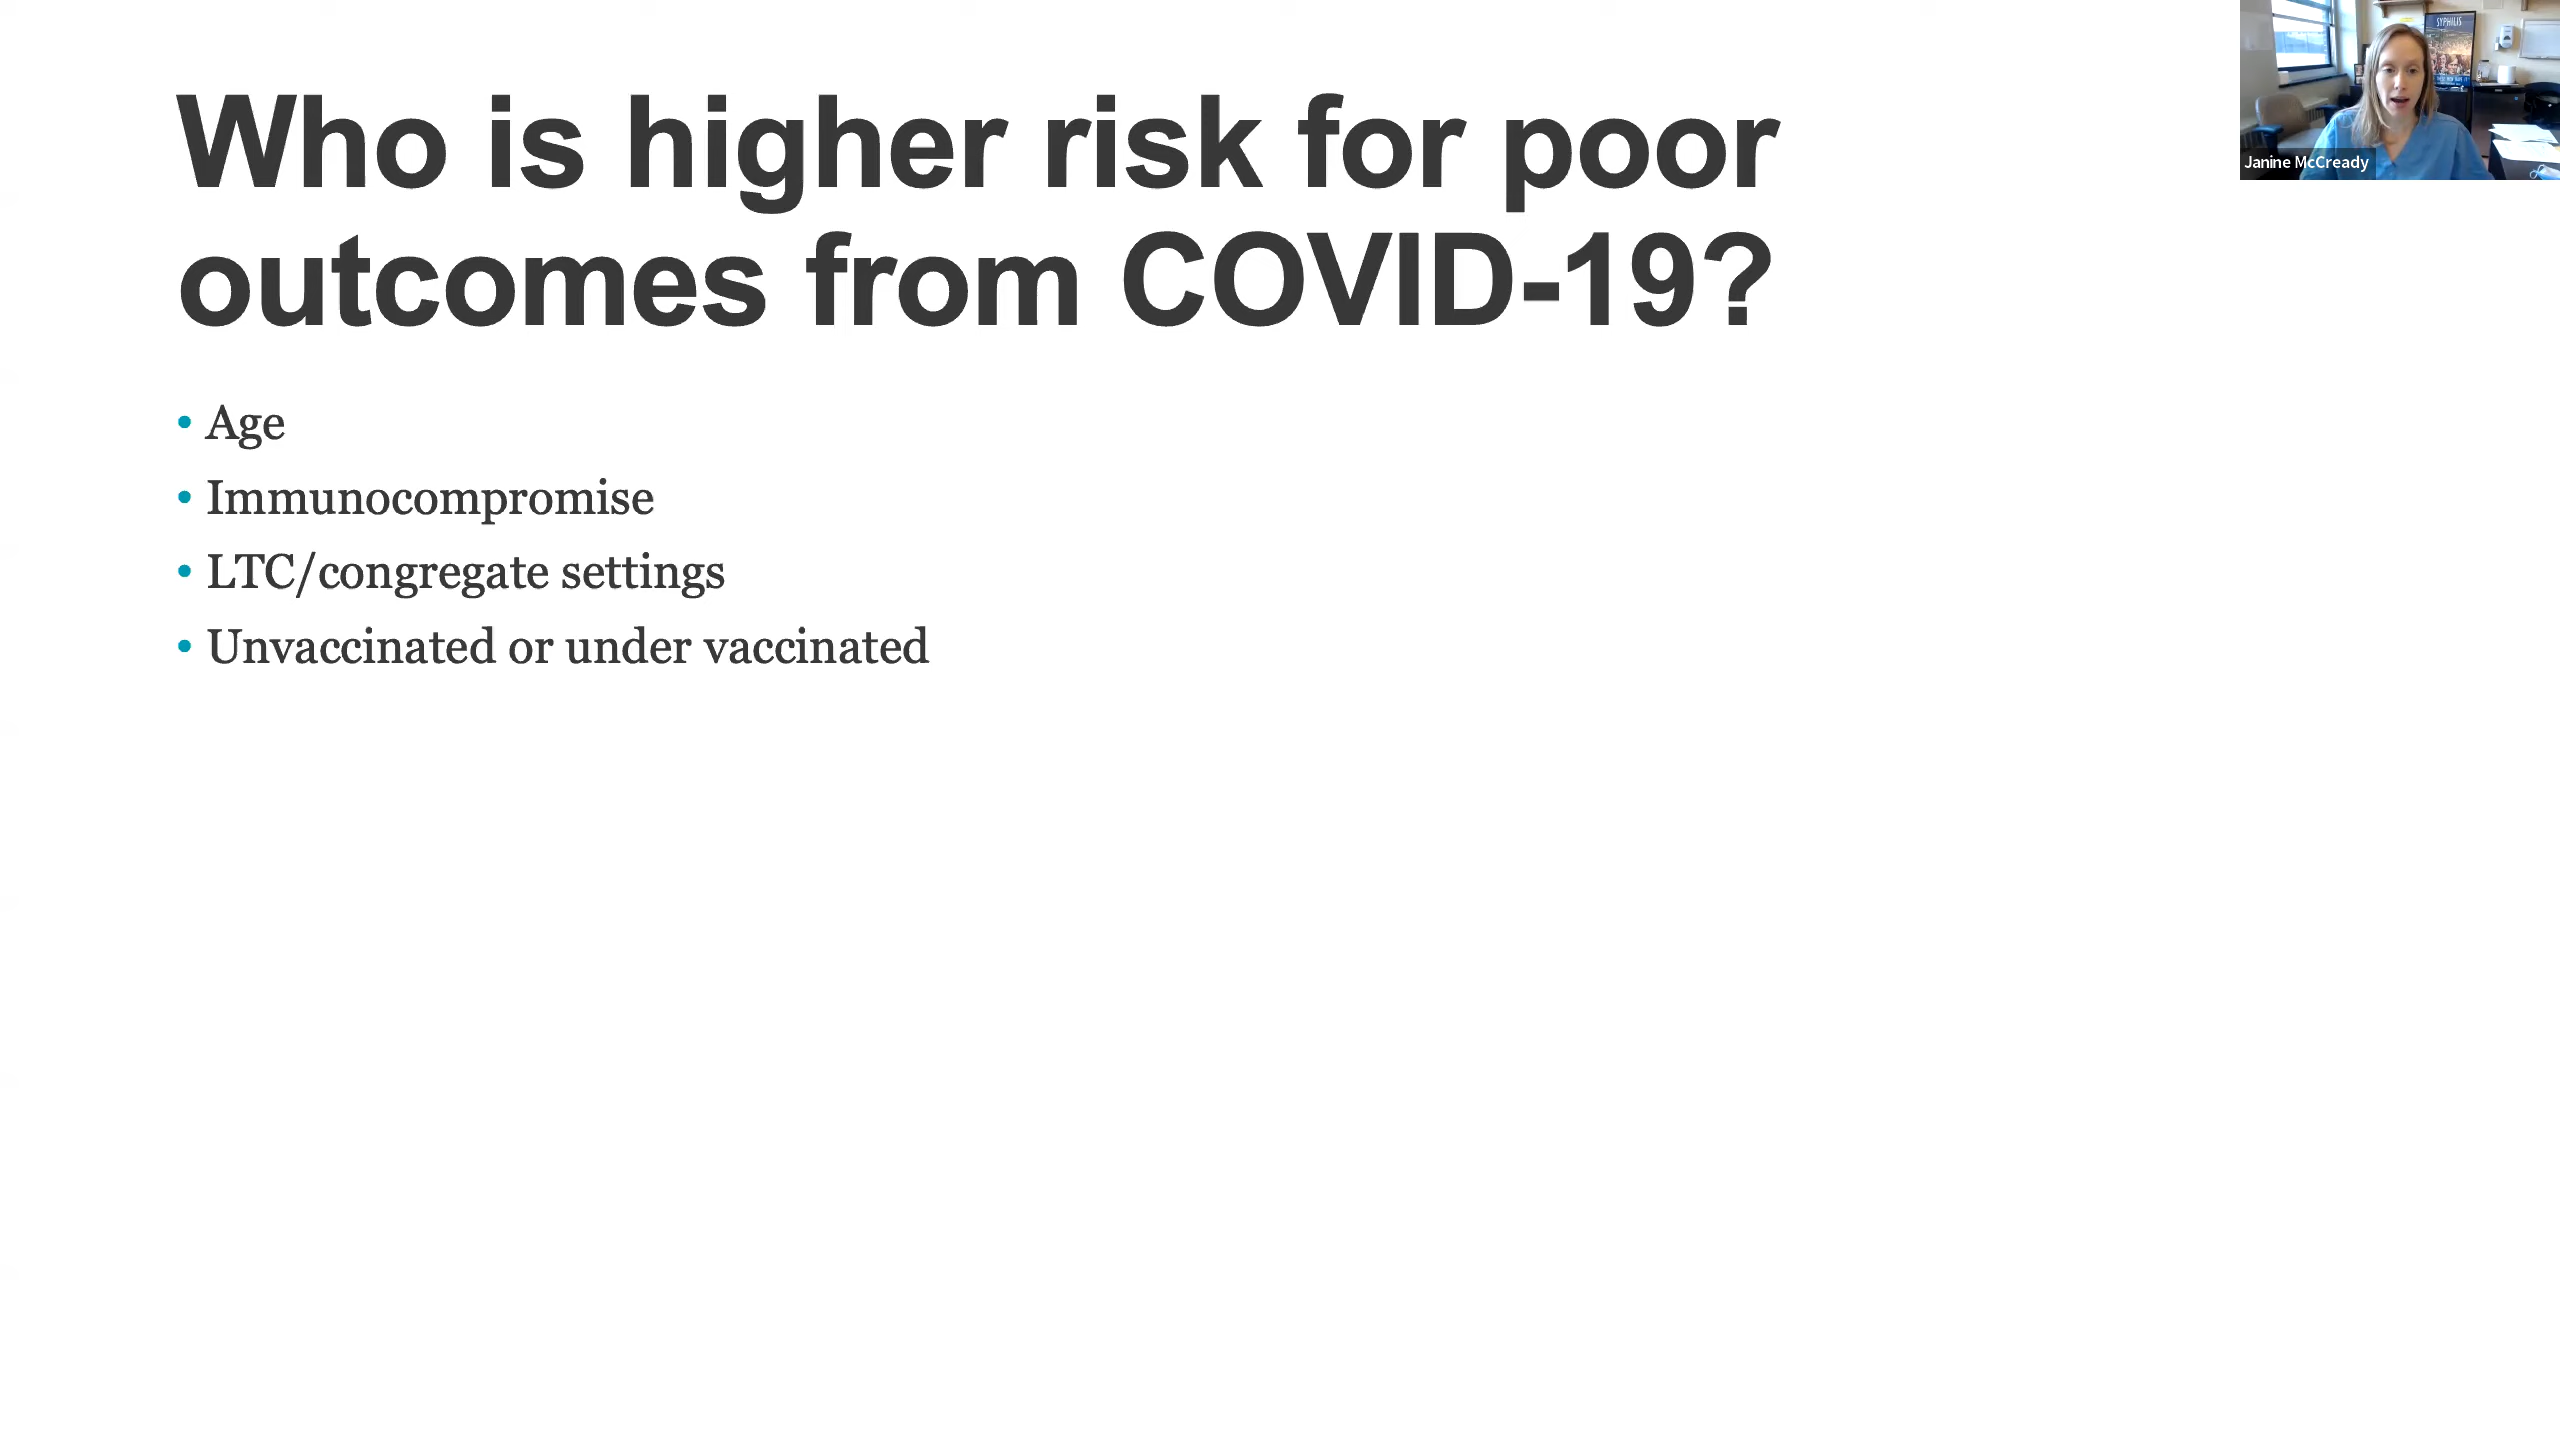 Who is higher risk for poor
outcomes from COVID-19?
• Age
• Immunocompromise
• LTC/congregate settings
• Unvaccinated or under vaccinated
SYPHILIS
Janine McCready